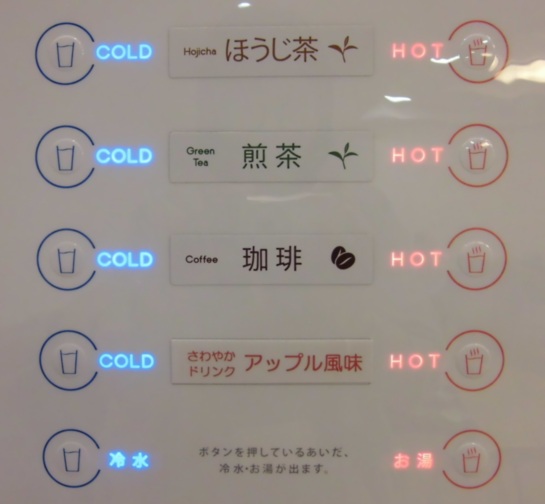 COLD Hojicha ほうじ茶 HOT
COLD Green Tea 煎茶 HOT
COLD Coffee 珈琲 HOT
COLD さわやかドリンク アップル風味 HOT
冷水 ボタンを押しているあいだ、 お湯
冷水・お湯が出ます。